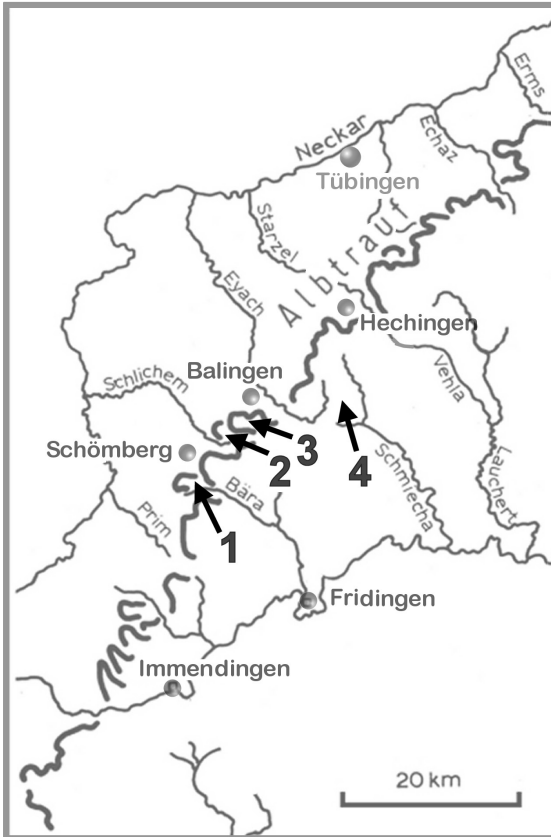 Erms
Echaz
Neckar
Tübingen
Starzel
Albtrauf
Eyach
Hechingen
Balingen
Schlichem
Vehla
3
2
4
Schömberg
Lauchert
Schmiecha
Bära
Prim
1
Fridingen
Immendingen
20 km